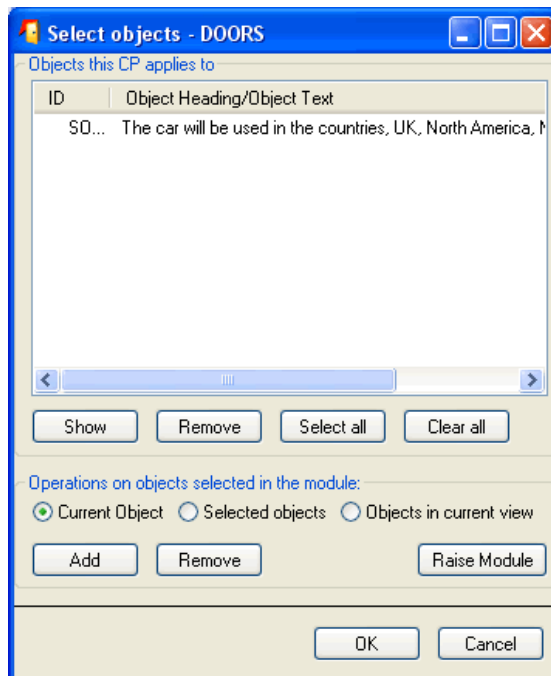 Select objects - DOORS
Objects this CP applies to
ID Object Heading/Object Text
SO... The car will be used in the countries, UK, North America, N
Show Remove Select all Clear all
Operations on objects selected in the module:
Current Object Selected objects Objects in current view
Add Remove Raise Module
OK Cancel